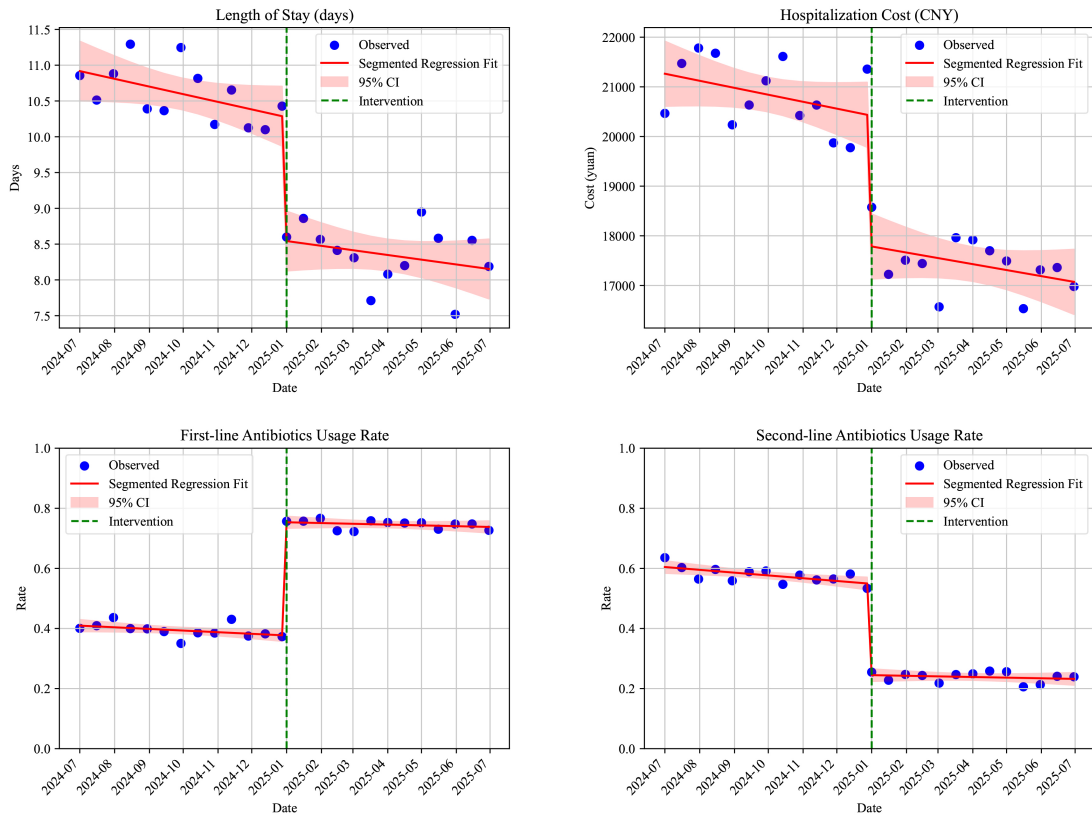 Length of Stay (days)
11.5
11.0
10.5
10.0
9.5
9.0
8.5
8.0
7.5
Days
Observed
Segmented Regression Fit
95% CI
Intervention
2024-07
2024-08
2024-09
2024-10
2024-11
2024-12
2025-01
2025-02
2025-03
2025-04
2025-05
2025-06
2025-07
Date
Hospitalization Cost (CNY)
22000
21000
20000
19000
18000
17000
Cost (yuan)
Observed
Segmented Regression Fit
95% CI
Intervention
2024-07
2024-08
2024-09
2024-10
2024-11
2024-12
2025-01
2025-02
2025-03
2025-04
2025-05
2025-06
2025-07
Date
First-line Antibiotics Usage Rate
1.0
0.8
0.6
0.4
0.2
0.0
Rate
Observed
Segmented Regression Fit
95% CI
Intervention
2024-07
2024-08
2024-09
2024-10
2024-11
2024-12
2025-01
2025-02
2025-03
2025-04
2025-05
2025-06
2025-07
Date
Second-line Antibiotics Usage Rate
1.0
0.8
0.6
0.4
0.2
0.0
Rate
Observed
Segmented Regression Fit
95% CI
Intervention
2024-07
2024-08
2024-09
2024-10
2024-11
2024-12
2025-01
2025-02
2025-03
2025-04
2025-05
2025-06
2025-07
Date